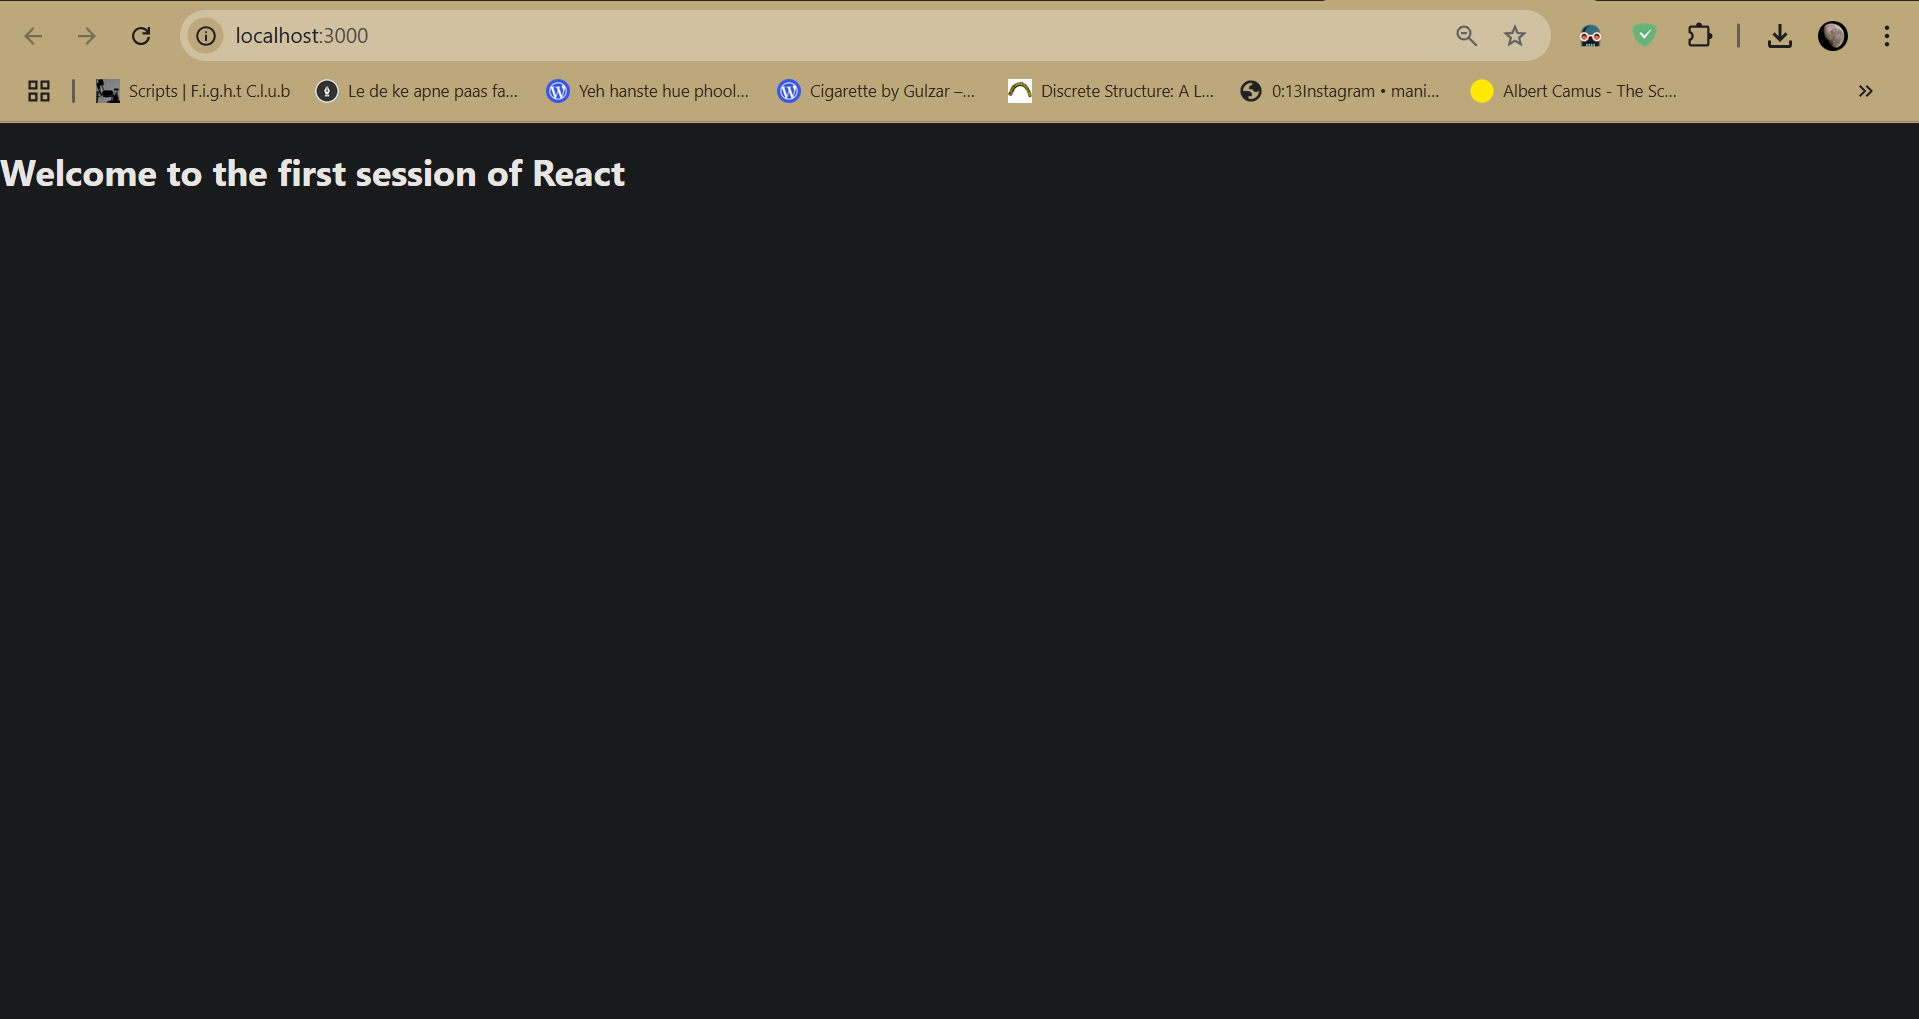 localhost:3000
Scripts | F.i.g.h.t C.l.u.b
Le de ke apne paas fa...
Yeh hanste hue phool...
Cigarette by Gulzar –...
Discrete Structure: A L...
0:13Instagram • mani...
Albert Camus - The Sc...
Welcome to the first session of React